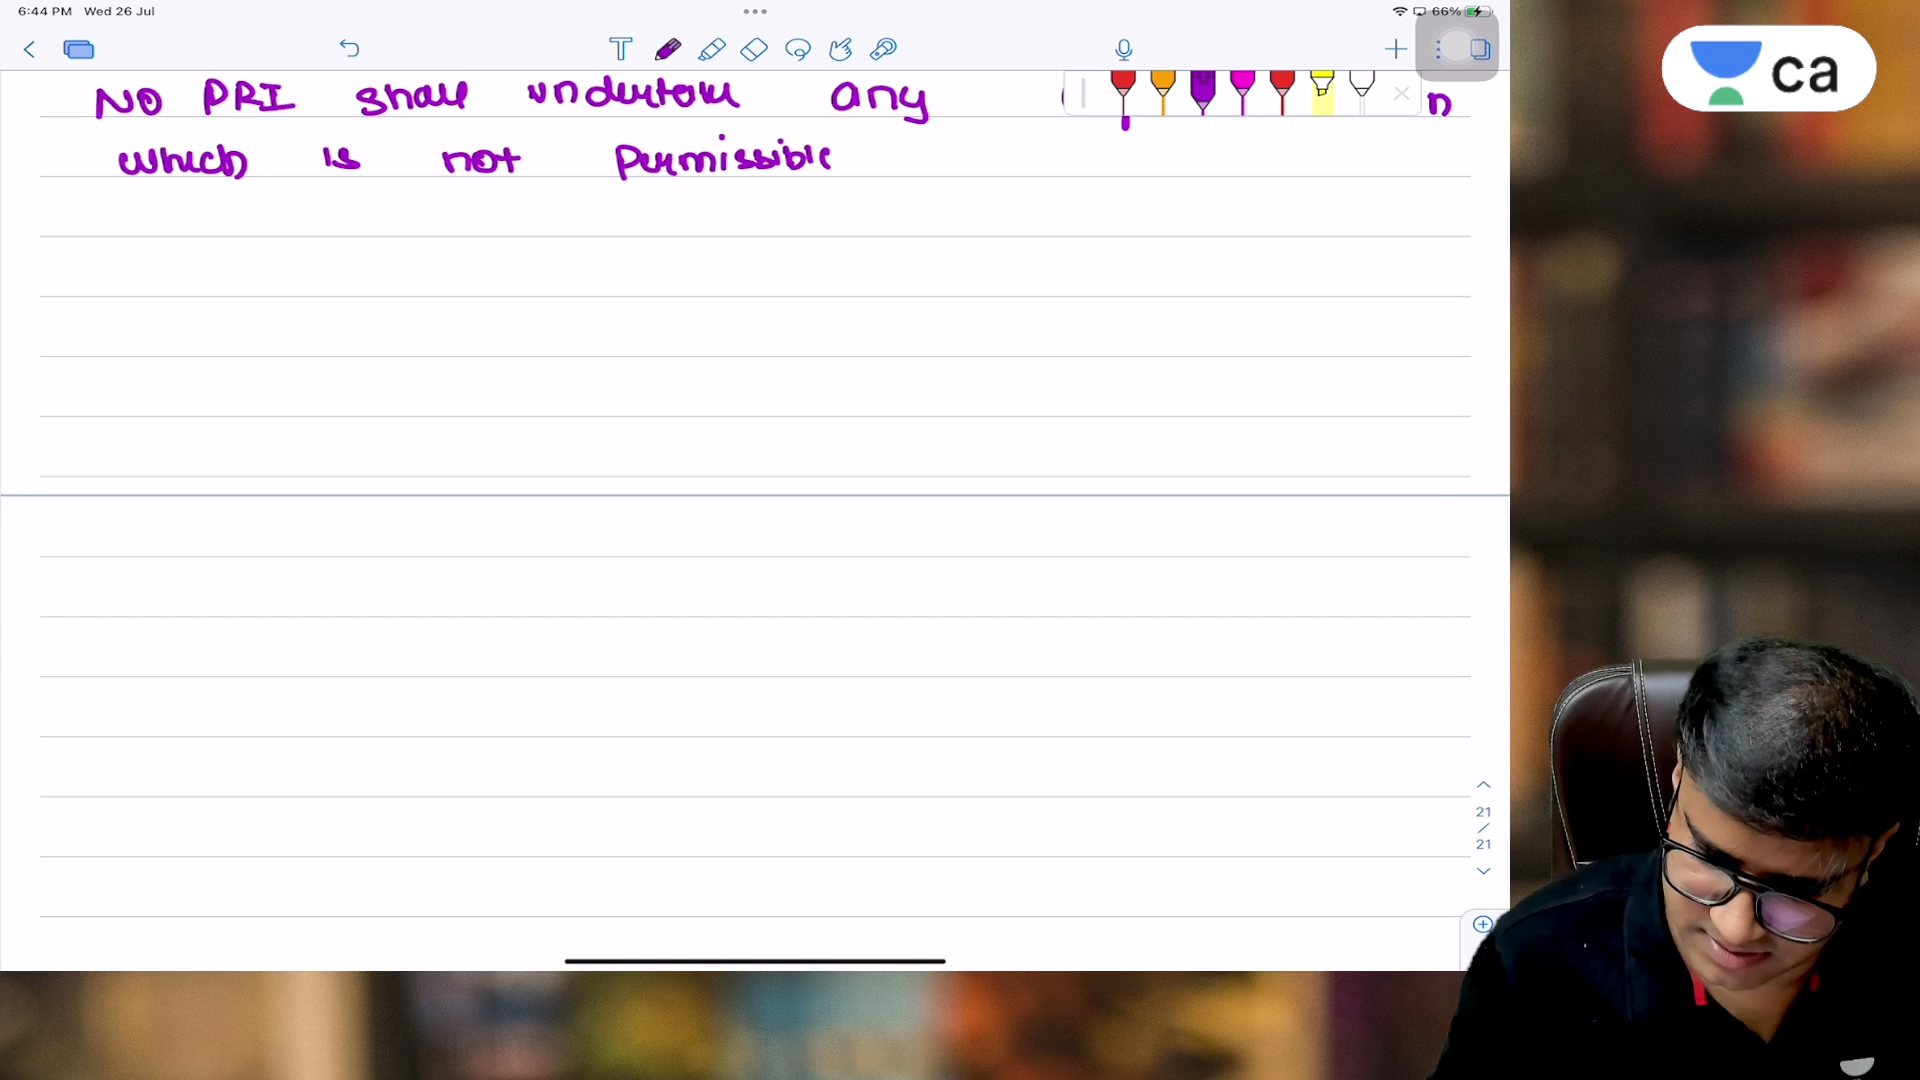 6:44 PM Wed 26 Jul
66%
ca
No PRI shall undertake any
which is not permissible
21
21